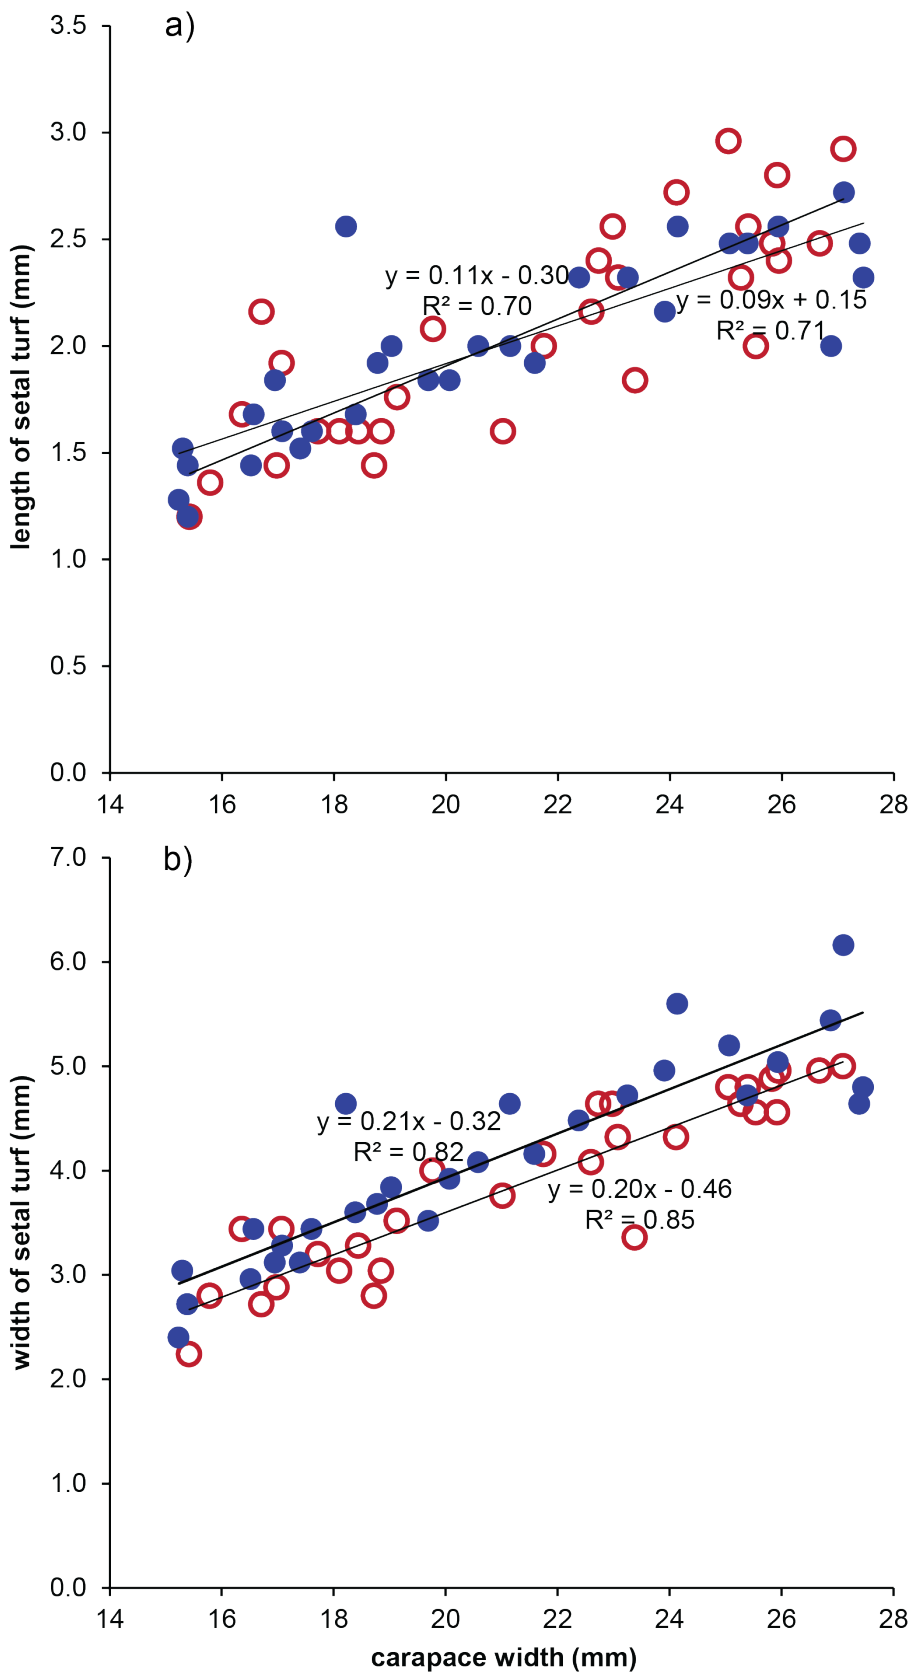 a)
3.5
3.0
2.5
2.0
1.5
1.0
0.5
0.0
length of setal turf (mm)
y = 0.11x - 0.30
R² = 0.70
y = 0.09x + 0.15
R² = 0.71
14 16 18 20 22 24 26 28
b)
7.0
6.0
5.0
4.0
3.0
2.0
1.0
0.0
width of setal turf (mm)
y = 0.21x - 0.32
R² = 0.82
y = 0.20x - 0.46
R² = 0.85
14 16 18 20 22 24 26 28
carapace width (mm)